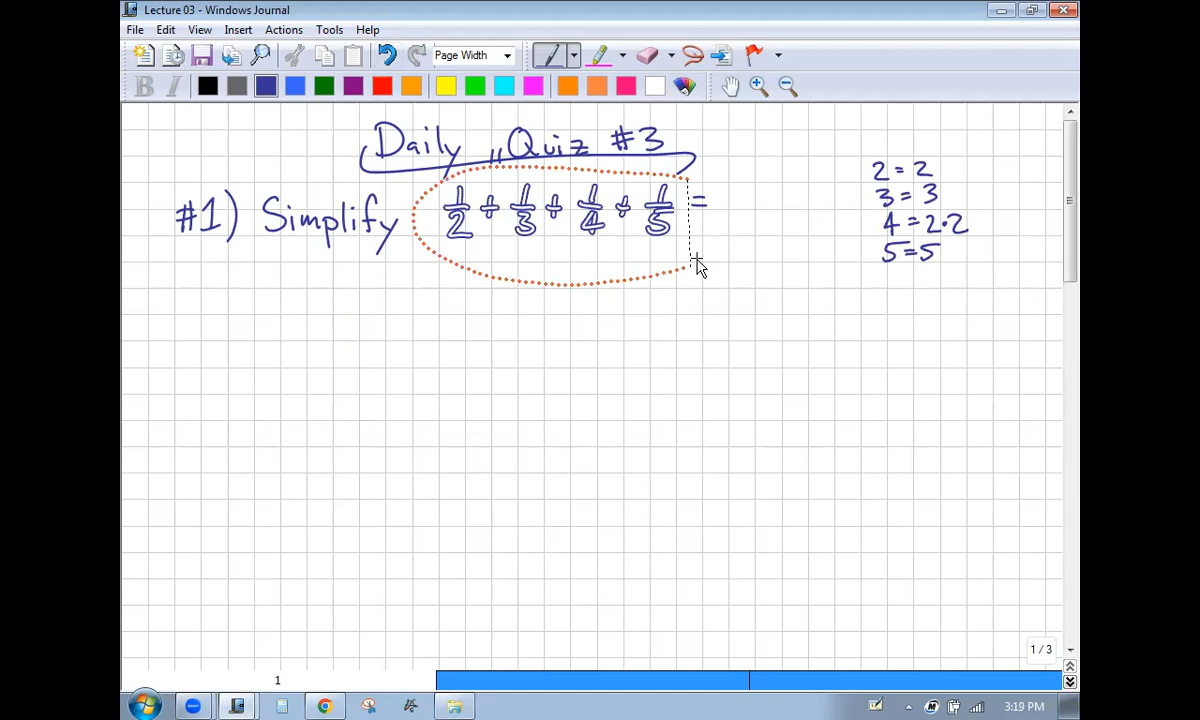 Lecture 03 - Windows Journal
File Edit View Insert Actions Tools Help
Page Width
B I
Daily Quiz #3
#1) Simplify 1/2 + 1/3 + 1/4 + 1/5 =
2 = 2
3 = 3
4 = 2·2
5 = 5
1 / 3
1
3:19 PM